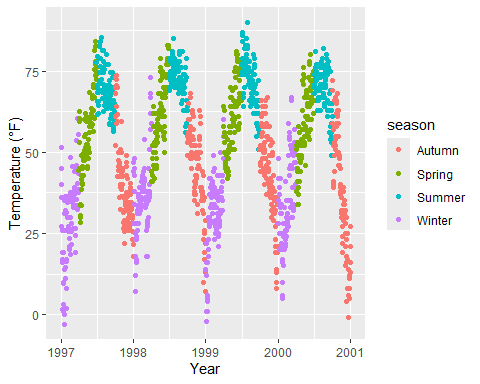 75
50
25
0
Temperature (°F)
1997 1998 1999 2000 2001
Year
season
Autumn
Spring
Summer
Winter